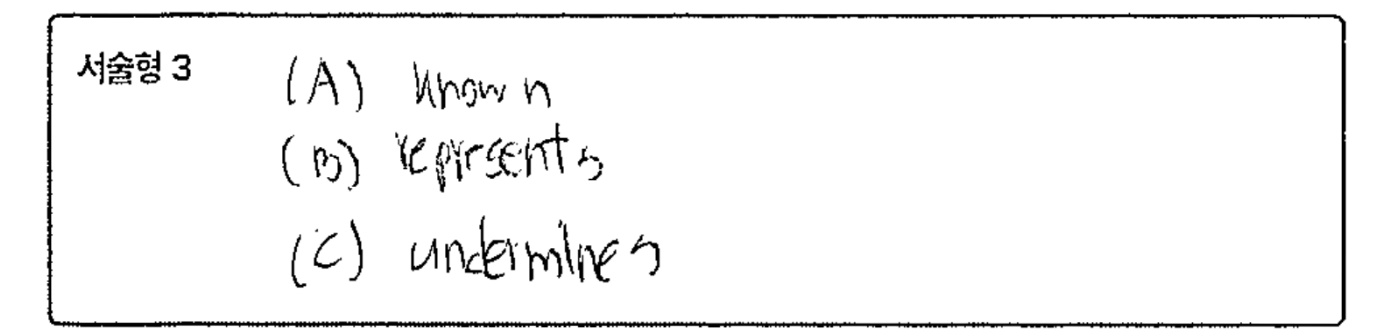 서술형 3
(A) known
(B) represents
(C) undermines